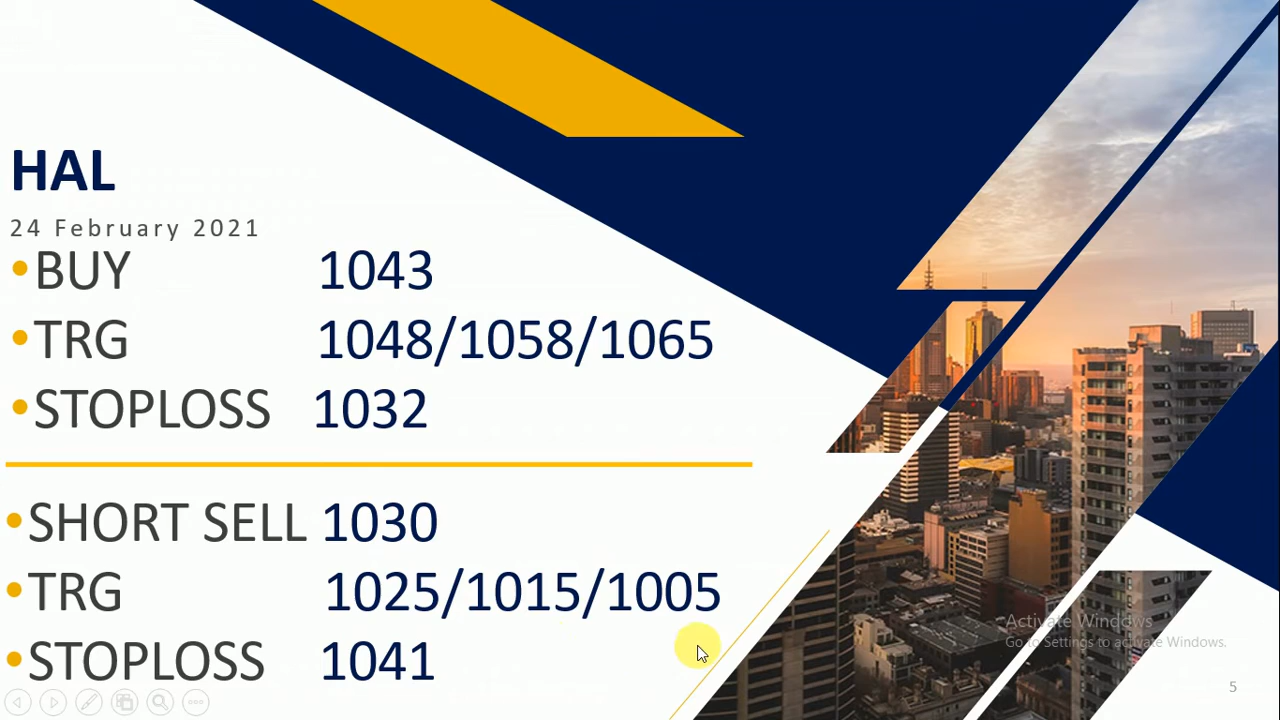 HAL
24 February 2021
•BUY 1043
•TRG 1048/1058/1065
•STOPLOSS 1032
•SHORT SELL 1030
•TRG 1025/1015/1005
•STOPLOSS 1041
Activate Windows
Go to Settings to activate Windows.
5